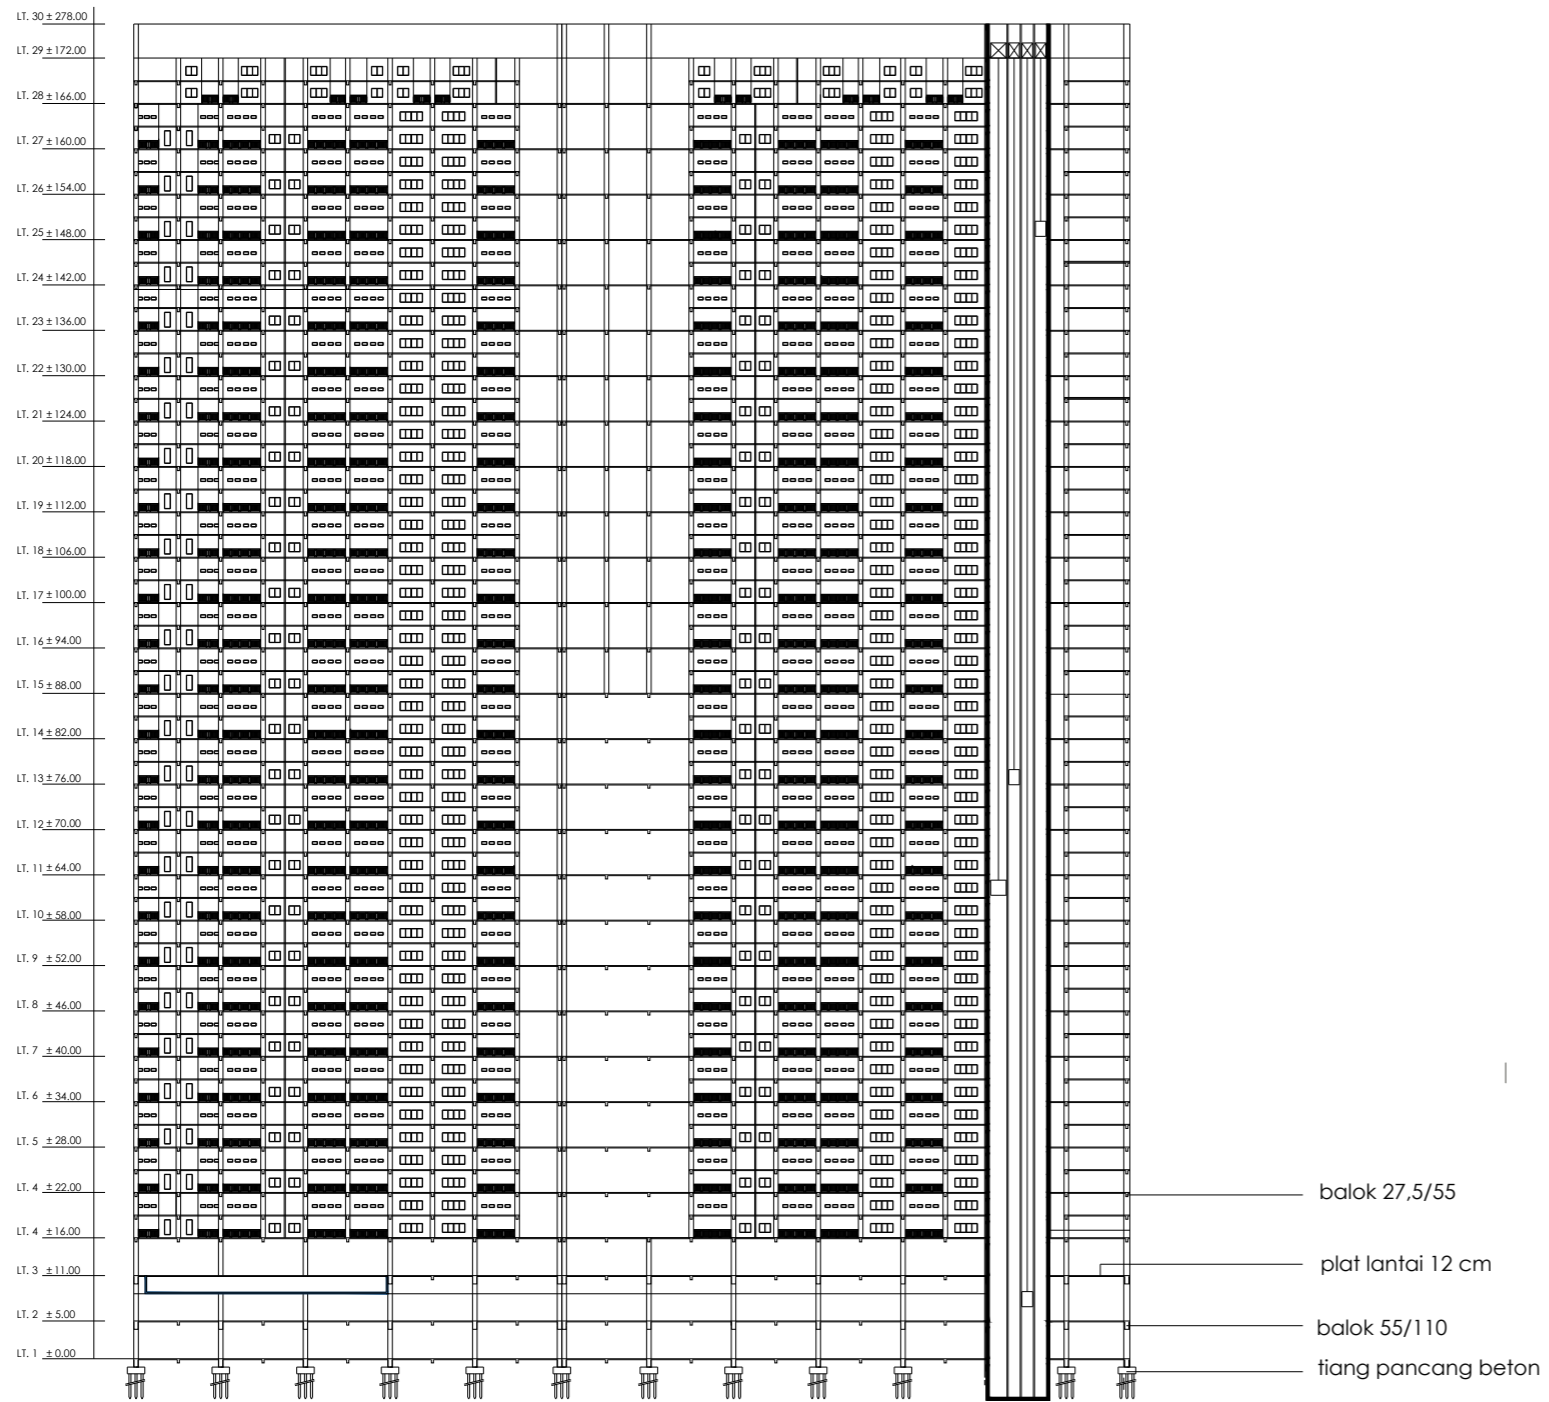 LT. 30 ± 278.00
LT. 29 ± 172.00
LT. 28 ± 166.00
LT. 27 ± 160.00
LT. 26 ± 154.00
LT. 25 ± 148.00
LT. 24 ± 142.00
LT. 23 ± 136.00
LT. 22 ± 130.00
LT. 21 ± 124.00
LT. 20 ± 118.00
LT. 19 ± 112.00
LT. 18 ± 106.00
LT. 17 ± 100.00
LT. 16 ± 94.00
LT. 15 ± 88.00
LT. 14 ± 82.00
LT. 13 ± 76.00
LT. 12 ± 70.00
LT. 11 ± 64.00
LT. 10 ± 58.00
LT. 9 ± 52.00
LT. 8 ± 46.00
LT. 7 ± 40.00
LT. 6 ± 34.00
LT. 5 ± 28.00
LT. 4 ± 22.00
LT. 4 ± 16.00
LT. 3 ± 11.00
LT. 2 ± 5.00
LT. 1 ± 0.00
balok 27,5/55
plat lantai 12 cm
balok 55/110
tiang pancang beton